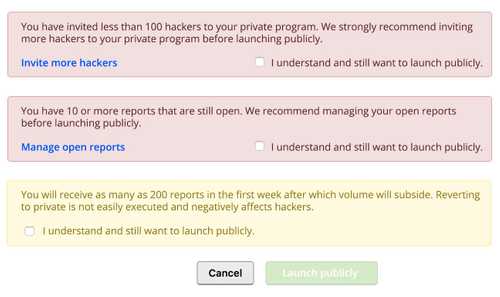 You have invited less than 100 hackers to your private program. We strongly recommend inviting
more hackers to your private program before launching publicly.
Invite more hackers
I understand and still want to launch publicly.
You have 10 or more reports that are still open. We recommend managing your open reports
before launching publicly.
Manage open reports
I understand and still want to launch publicly.
You will receive as many as 200 reports in the first week after which volume will subside. Reverting
to private is not easily executed and negatively affects hackers.
I understand and still want to launch publicly.
Cancel
Launch publicly